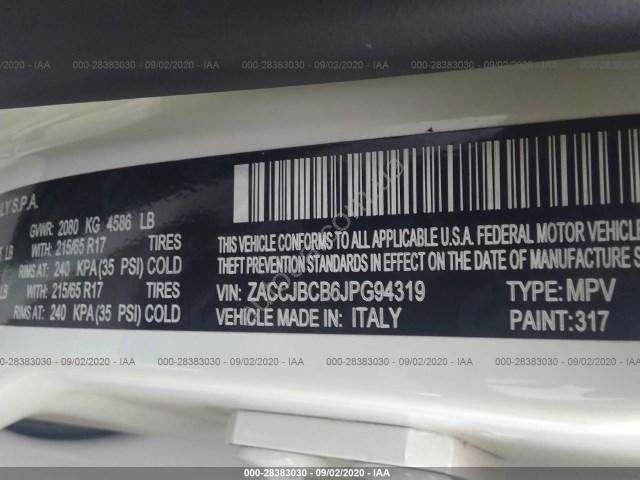 000-28383030 - 09/02/2020 - IAA
LY S.P.A.
GVWR: 2080 KG 4586 LB
LB WITH: 215/65 R17 TIRES
RIMS AT: 240 KPA(35 PSI) COLD
LB WITH: 215/65 R17 TIRES
RIMS AT: 240 KPA(35 PSI) COLD
THIS VEHICLE CONFORMS TO ALL APPLICABLE U.S.A. FEDERAL MOTOR VEHICLE
THEFT PREVENTION STANDARDS IN EFFECT ON THE DATE OF MANUFACTURE
VIN: ZACCJBCB6JPG94319 TYPE: MPV
VEHICLE MADE IN: ITALY PAINT:317
000-28383030 - 09/02/2020 - IAA
000-28383030 - 09/02/2020 - IAA